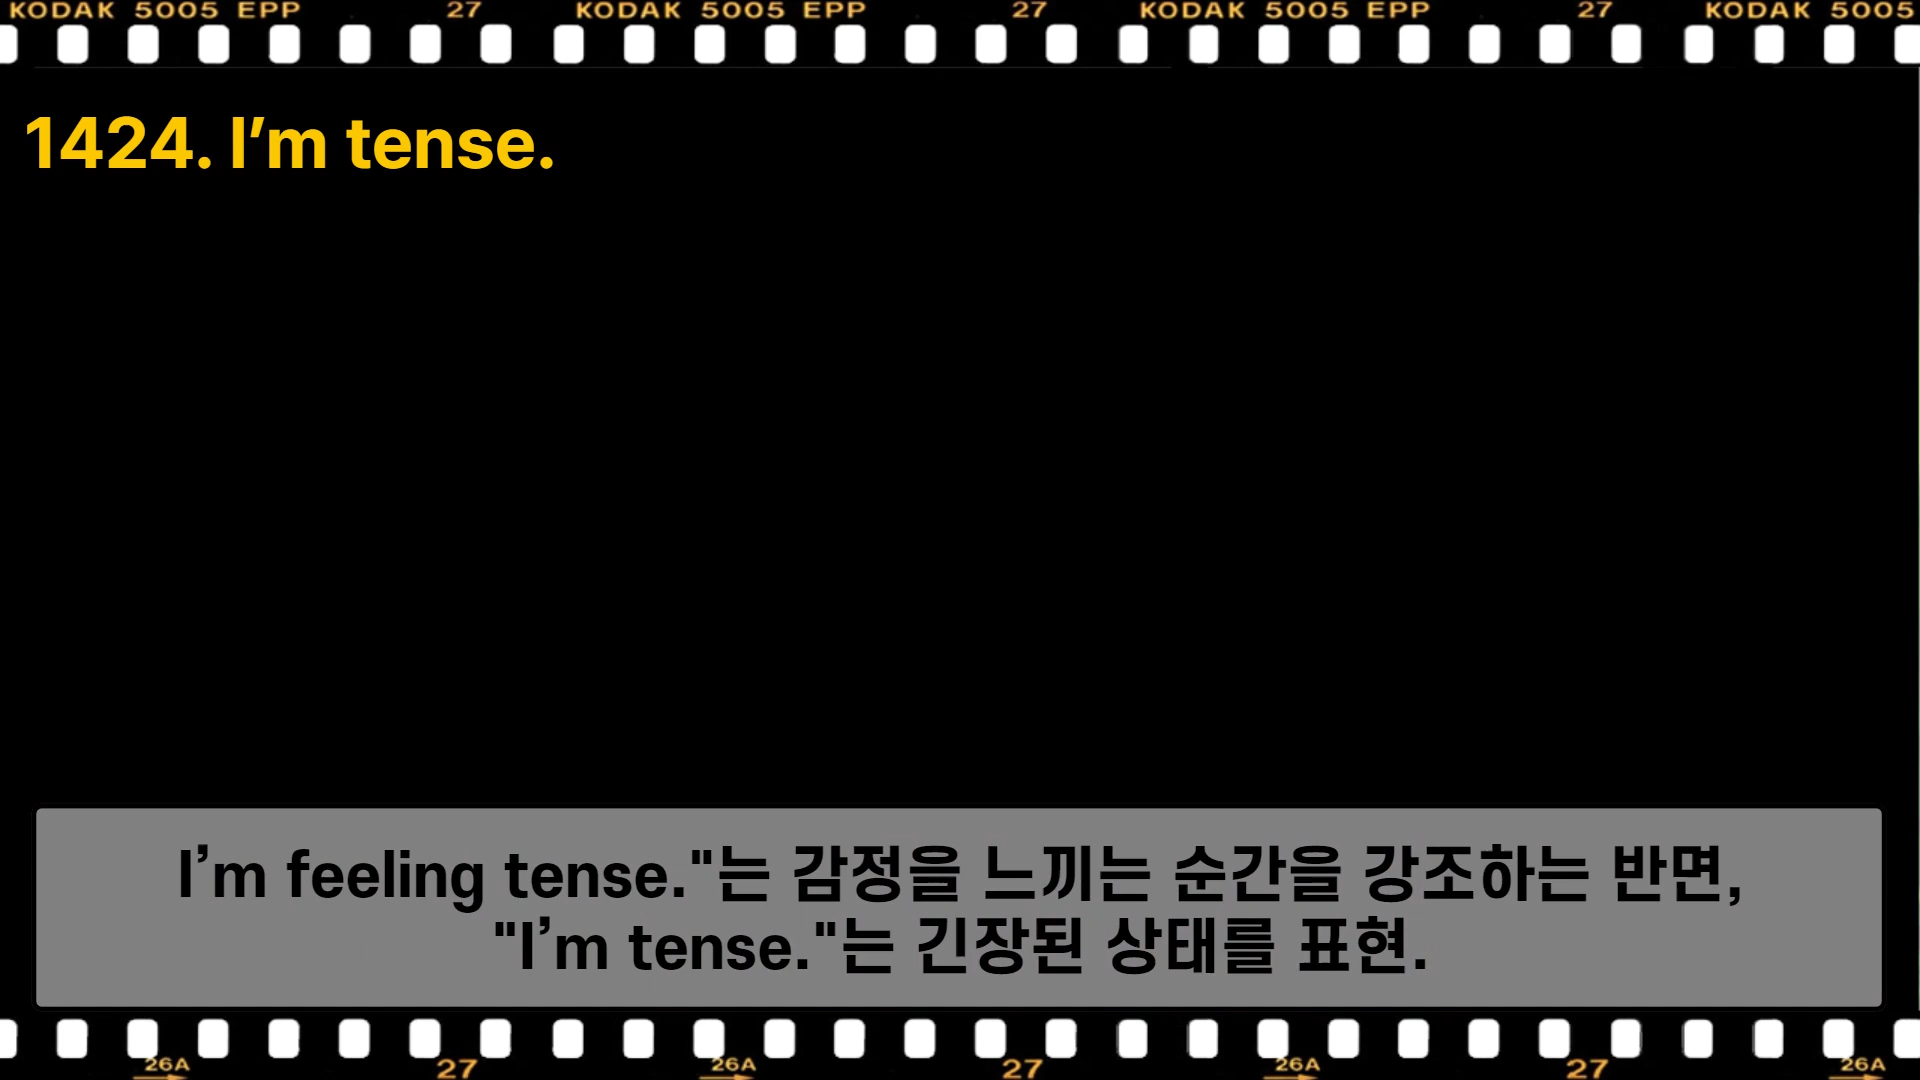 KODAK 5005 EPP 27 KODAK 5005 EPP 27 KODAK 5005 EPP 27 KODAK 5005
1424. I’m tense.
I’m feeling tense."는 감정을 느끼는 순간을 강조하는 반면,
"I’m tense."는 긴장된 상태를 표현.
26A 27 26A 27 26A 27 26A